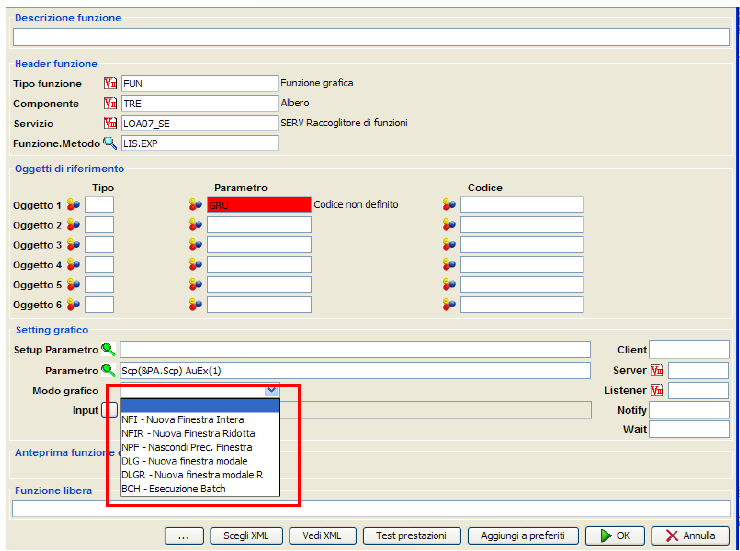 Descrizione funzione
Header funzione
Tipo funzione FUN Funzione grafica
Componente TRE Albero
Servizio LOA07_SE SERV Raccoglitore di funzioni
Funzione.Metodo LIS.EXP
Oggetti di riferimento
Tipo Parametro Codice
Oggetto 1 GRU Codice non definito
Oggetto 2
Oggetto 3
Oggetto 4
Oggetto 5
Oggetto 6
Setting grafico
Setup Parametro Client
Parametro Scp(&PA.Scp) AuEx(1) Server
Modo grafico Listener
Input Notify
Wait
NFI - Nuova Finestra Intera
NFIR - Nuova Finestra Ridotta
NPF - Nascondi Prec. Finestra
DLG - Nuova finestra modale
DLGR - Nuova finestra modale R
BCH - Esecuzione Batch
Anteprima funzione
Funzione libera
... Scegli XML Vedi XML Test prestazioni Aggiungi a preferiti OK Annulla